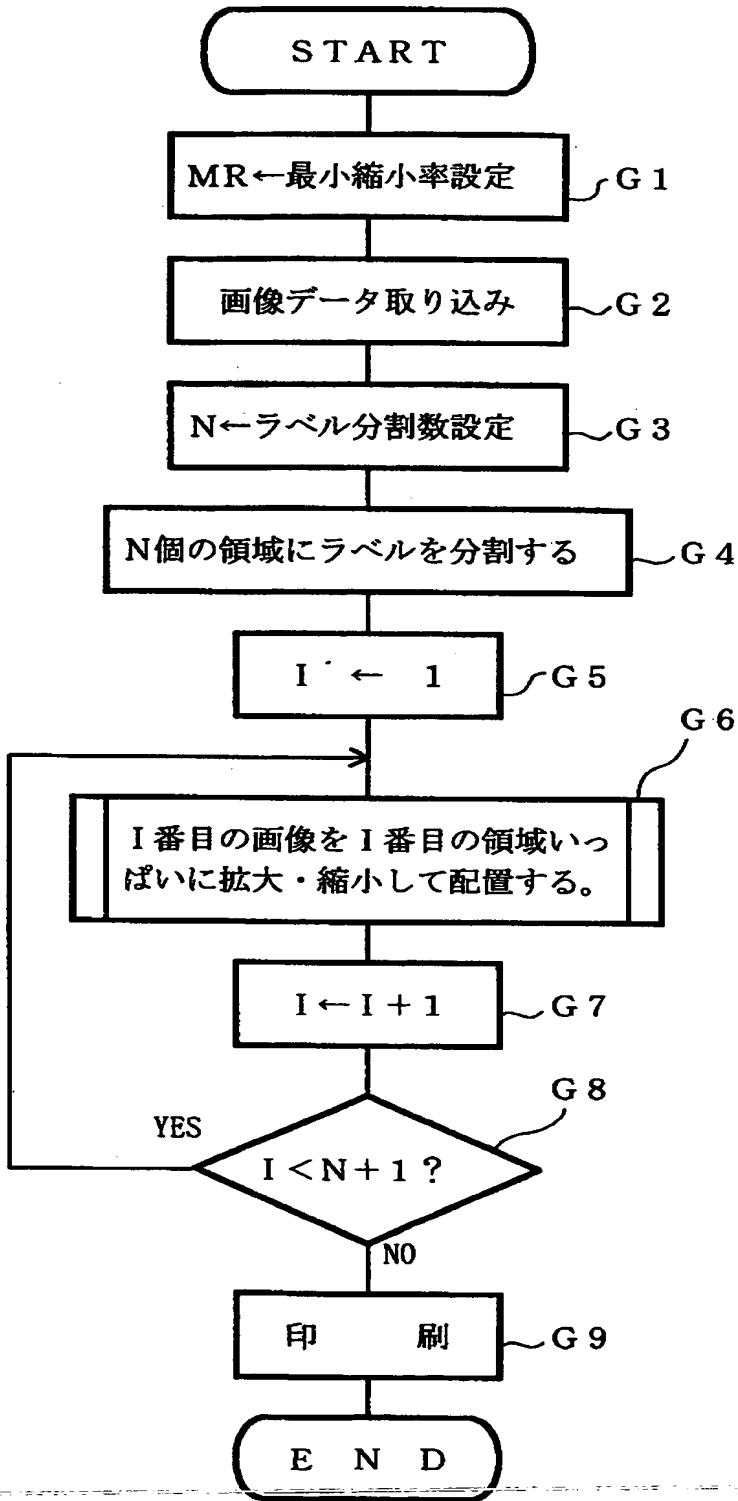 START
MR←最小縮小率設定
G1
画像データ取り込み
G2
N←ラベル分割数設定
G3
N個の領域にラベルを分割する
G4
I ← 1
G5
G6
I番目の画像をI番目の領域いっ
ぱいに拡大・縮小して配置する。
I←I+1
G7
G8
YES
I<N+1?
NO
印 刷
G9
END